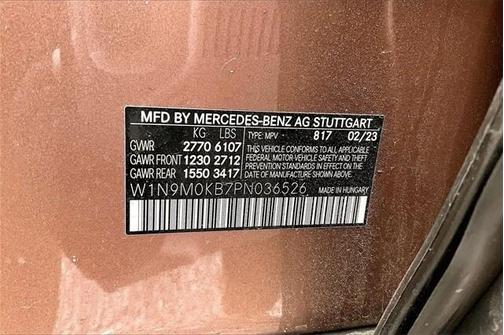 MFD BY MERCEDES-BENZ AG STUTTGART
KG LBS TYPE: MPV 817 02/23
GVWR 2770 6107
GAWR FRONT 1230 2712
GAWR REAR 1550 3417
THIS VEHICLE CONFORMS TO ALL APPLICABLE
FEDERAL MOTOR VEHICLE SAFETY AND THEFT
PREVENTION STANDARDS IN EFFECT ON THE
DATE OF MANUFACTURE SHOWN ABOVE.
W1N9M0KB7PN036526 MADE IN HUNGARY